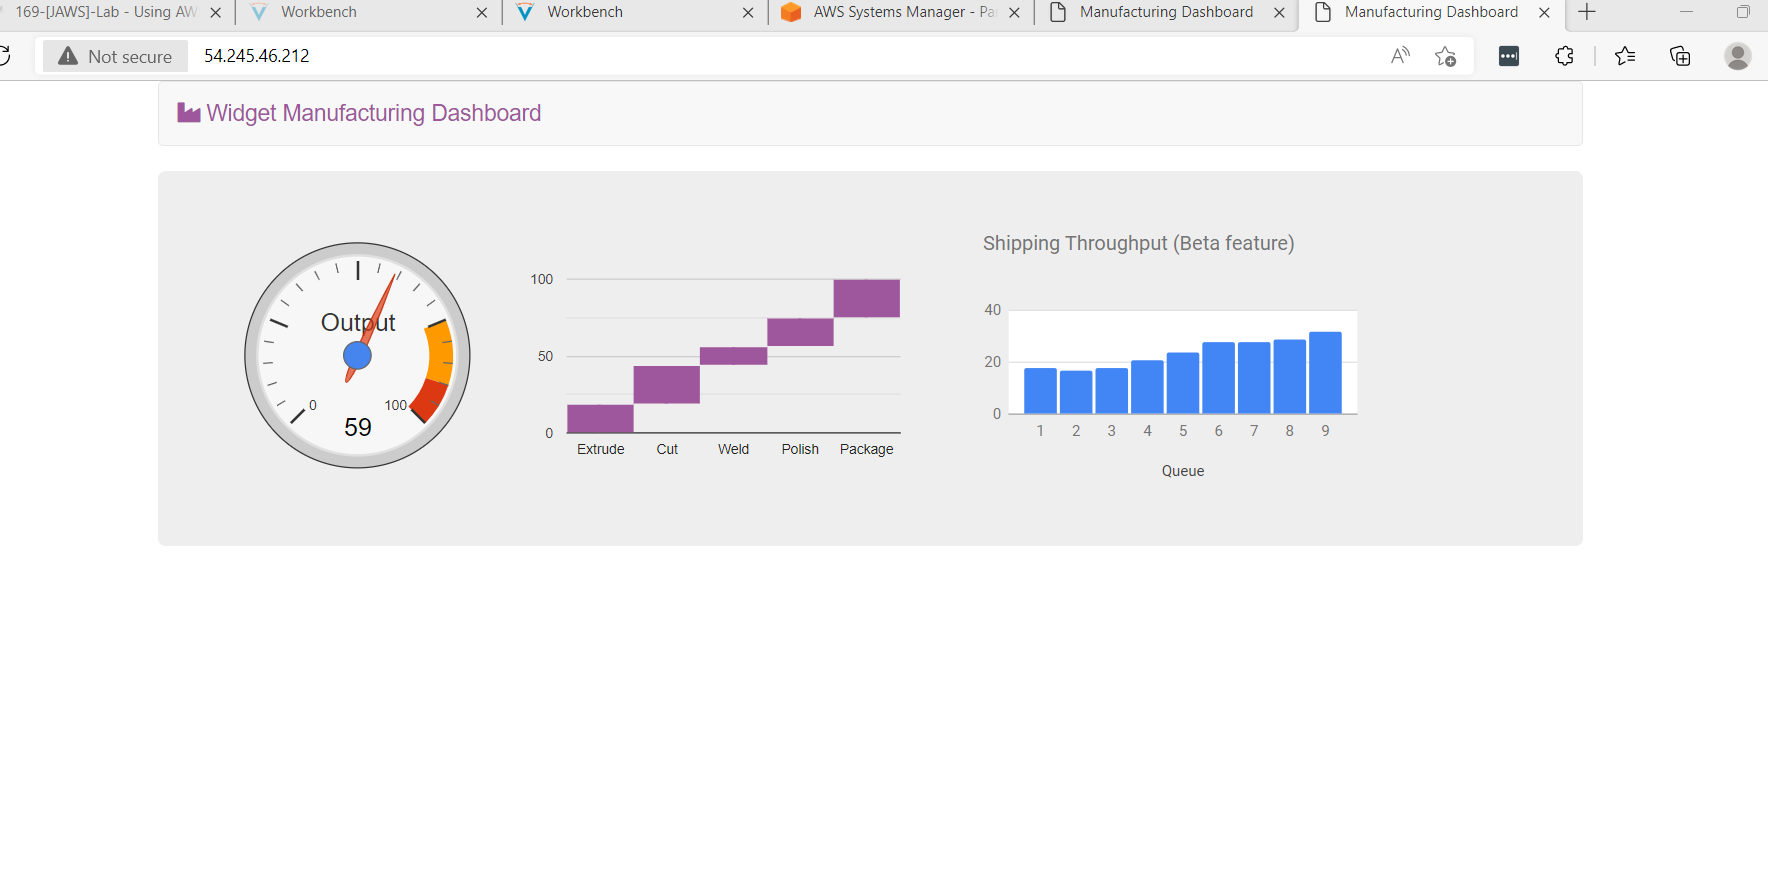 169-[JAWS]-Lab - Using AW
Workbench
Workbench
AWS Systems Manager - Pa
Manufacturing Dashboard
Manufacturing Dashboard
Not secure
54.245.46.212
Widget Manufacturing Dashboard
Output
0
100
59
100
50
0
Extrude Cut Weld Polish Package
Shipping Throughput (Beta feature)
40
20
0
1 2 3 4 5 6 7 8 9
Queue